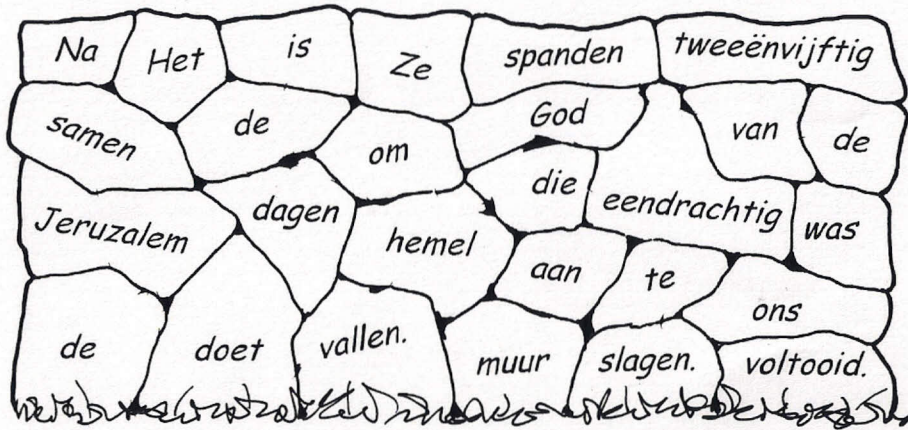 Na Het is Ze spanden tweeënvijftig
samen de om God van de
Jeruzalem dagen hemel die eendrachtig was
de doet vallen. aan te ons
muur slagen. voltooid.